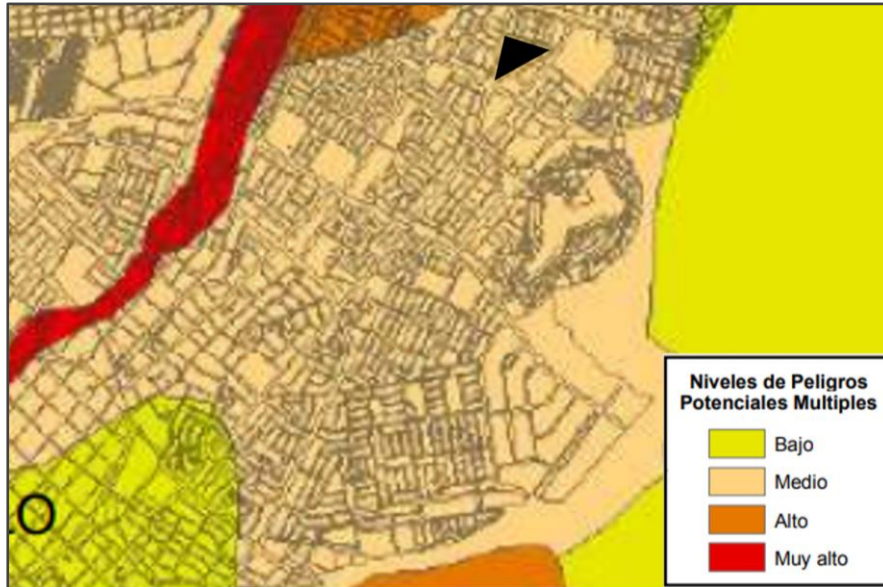 Niveles de Peligros
Potenciales Multiples
Bajo
Medio
Alto
Muy alto